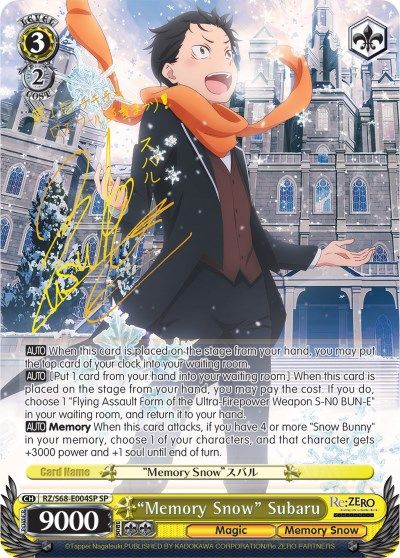 LEVEL
3
2
COST
スバル
AUTO When this card is placed on the stage from your hand, you may put
the top card of your clock into your waiting room.
AUTO [Put 1 card from your hand into your waiting room] When this card is
placed on the stage from your hand, you may pay the cost. If you do,
choose 1 "Flying Assault Form of the Ultra-Firepower Weapon S-N0 BUN-E"
in your waiting room, and return it to your hand.
AUTO Memory When this card attacks, if you have 4 or more "Snow Bunny"
in your memory, choose 1 of your characters, and that character gets
+3000 power and +1 soul until end of turn.
Card Name "Memory Snow"スバル
CH RZ/S68-E004SP SP
POWER 9000 SOUL "Memory Snow" Subaru Re:ZERO
Magic Memory Snow
©Tappei Nagatsuki,PUBLISHED BY KADOKAWA CORPORATION/Re:ZERO PARTNERS